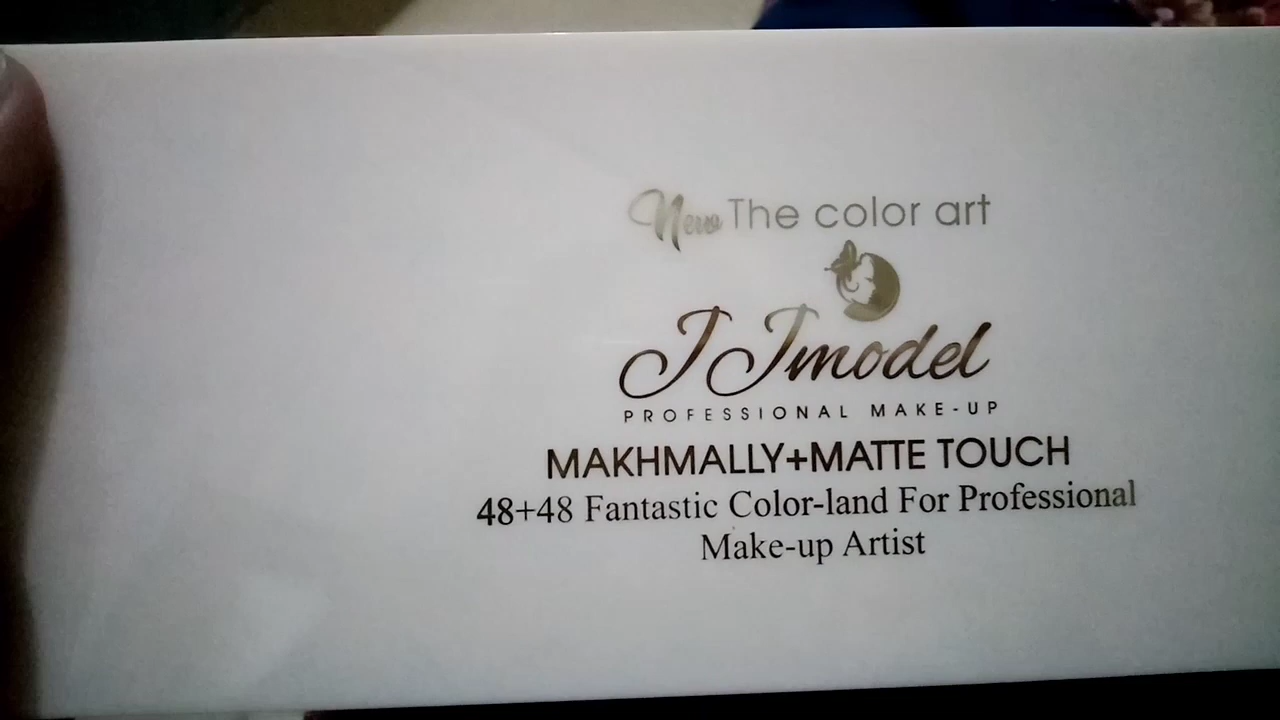 New The color art
JJmodel
PROFESSIONAL MAKE-UP
MAKHMALLY+MATTE TOUCH
48+48 Fantastic Color-land For Professional
Make-up Artist